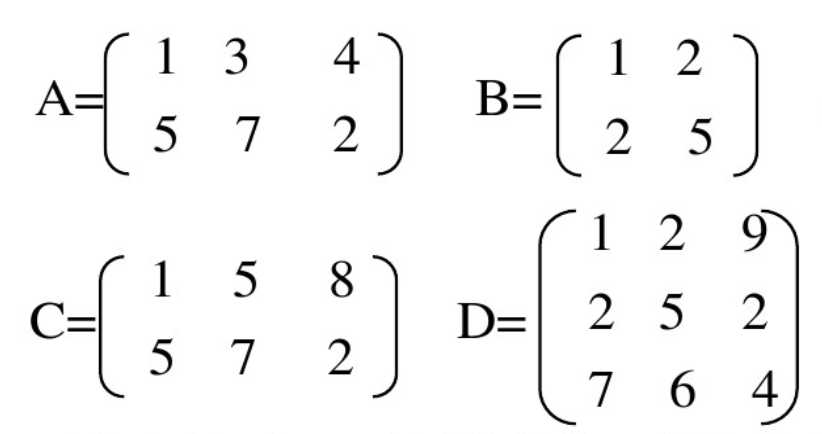 A= ( 1 3 4 ) B= ( 1 2 )
( 5 7 2 ) ( 2 5 )
C= ( 1 5 8 ) D= ( 1 2 9 )
( 5 7 2 ) ( 2 5 2 )
( 7 6 4 )